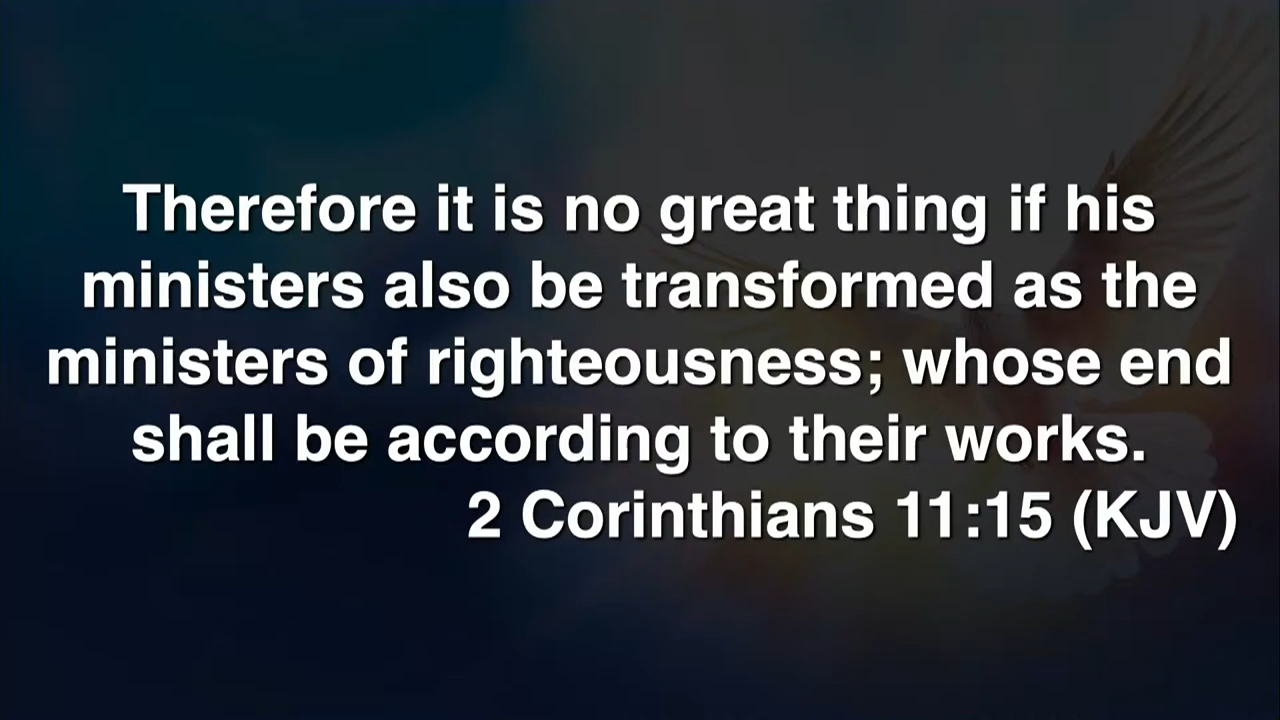 Therefore it is no great thing if his
ministers also be transformed as the
ministers of righteousness; whose end
shall be according to their works.
2 Corinthians 11:15 (KJV)